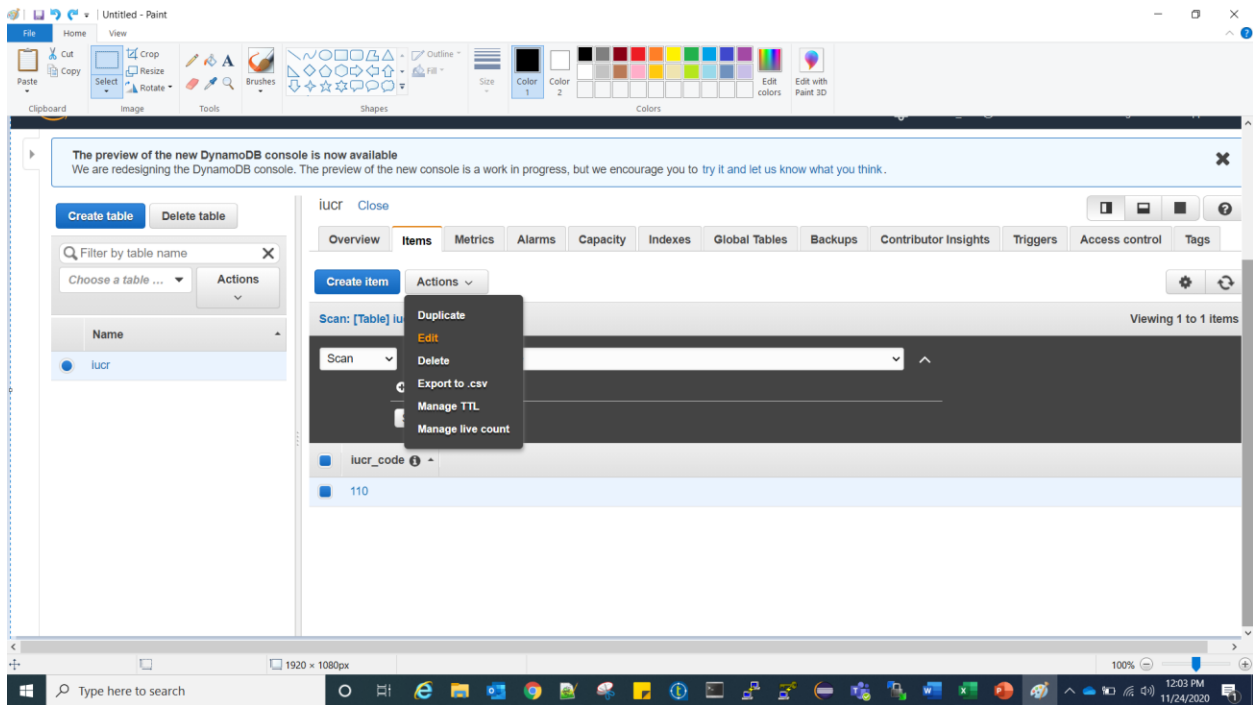 Untitled - Paint
File Home View
Paste
Cut
Copy
Clipboard
Select
Crop
Resize
Rotate
Image
A
Tools
Brushes
Outline
Fill
Shapes
Size
Color 1
Color 2
Edit colors
Edit with Paint 3D
Colors
The preview of the new DynamoDB console is now available
We are redesigning the DynamoDB console. The preview of the new console is a work in progress, but we encourage you to try it and let us know what you think.
Create table Delete table
Filter by table name
Choose a table ... Actions
Name
iucr
iucr Close
Overview Items Metrics Alarms Capacity Indexes Global Tables Backups Contributor Insights Triggers Access control Tags
Create item Actions
Scan: [Table] Viewing 1 to 1 items
Duplicate
Edit
Scan
Delete
Export to .csv
Manage TTL
Manage live count
iucr_code
110
1920 × 1080px 100%
Type here to search
12:03 PM
11/24/2020